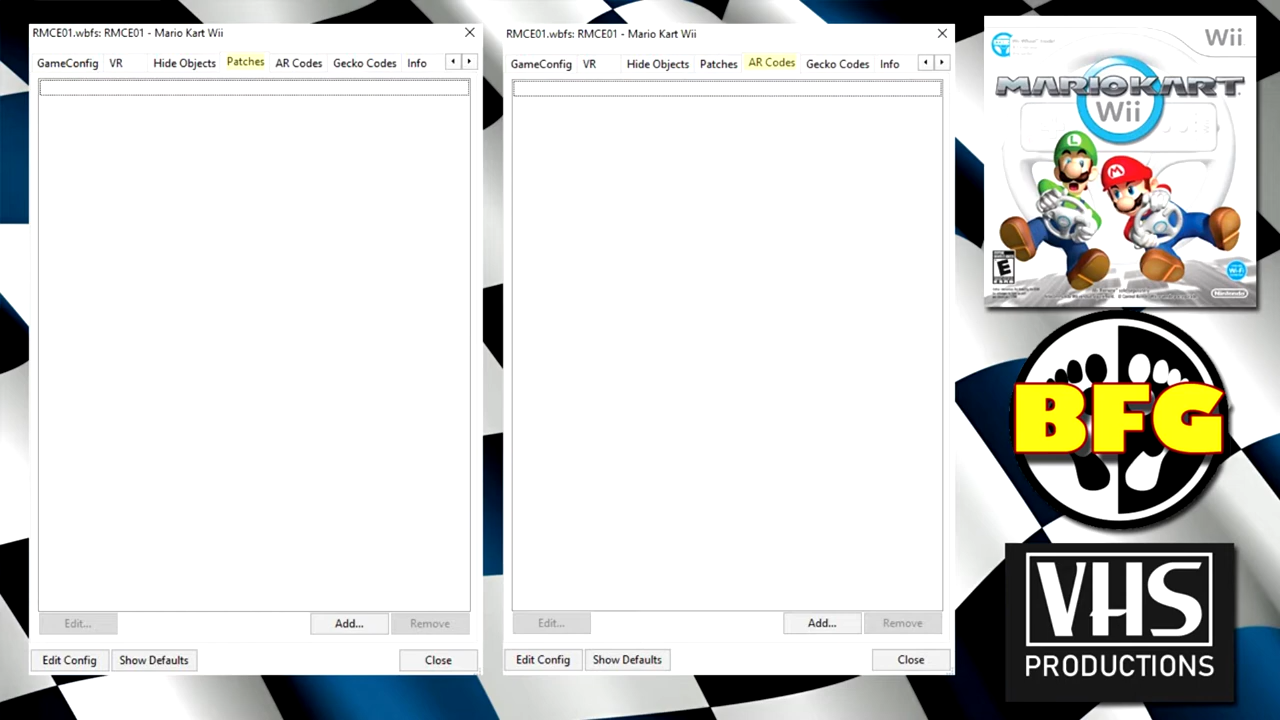 RMCE01.wbfs: RMCE01 - Mario Kart Wii
GameConfig VR Hide Objects Patches AR Codes Gecko Codes Info
Edit... Add... Remove
Edit Config Show Defaults Close
RMCE01.wbfs: RMCE01 - Mario Kart Wii
GameConfig VR Hide Objects Patches AR Codes Gecko Codes Info
Edit... Add... Remove
Edit Config Show Defaults Close
Wii
MARIOKART
Wii
L
M
E
Nintendo
BFG
VHS
PRODUCTIONS